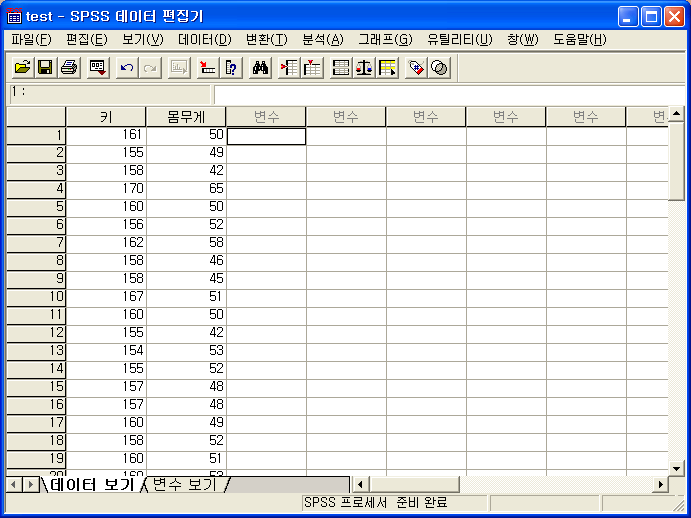 test - SPSS 데이터 편집기
파일(F) 편집(E) 보기(V) 데이터(D) 변환(T) 분석(A) 그래프(G) 유틸리티(U) 창(W) 도움말(H)
1 :
키 몸무게 변수 변수 변수 변수 변수
1 161 50
2 155 49
3 158 42
4 170 65
5 160 50
6 156 52
7 162 58
8 158 46
9 158 45
10 167 51
11 160 50
12 155 42
13 154 53
14 155 52
15 157 48
16 157 48
17 160 49
18 158 52
19 160 51
데이터 보기 변수 보기
SPSS 프로세서 준비 완료